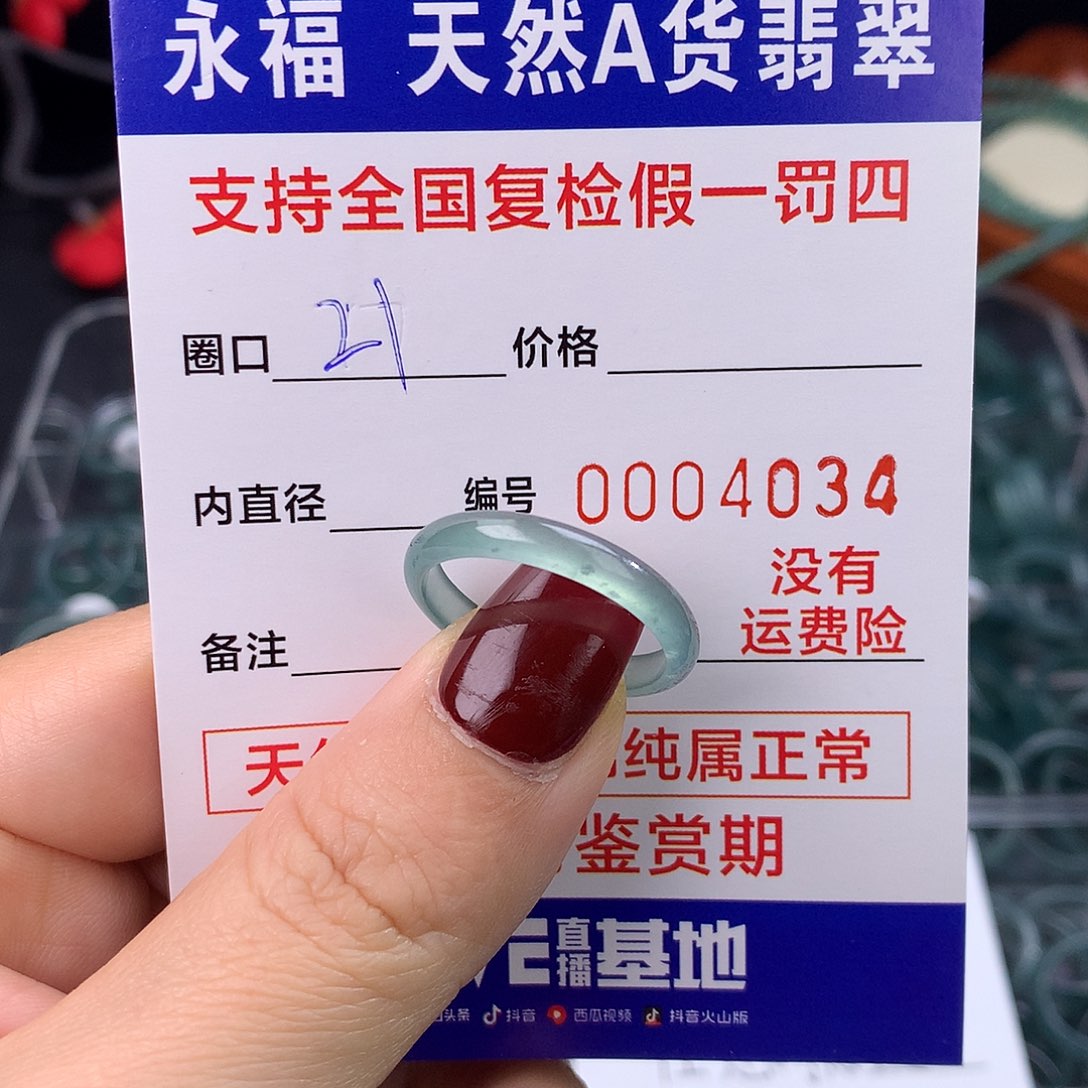 永福 天然A货翡翠
支持全国复检假一罚四
圈口 21 价格
内直径 编号 0004034
没有
运费险
备注
天 纯属正常
鉴赏期
直播基地
头条 抖音 西瓜视频 抖音火山版